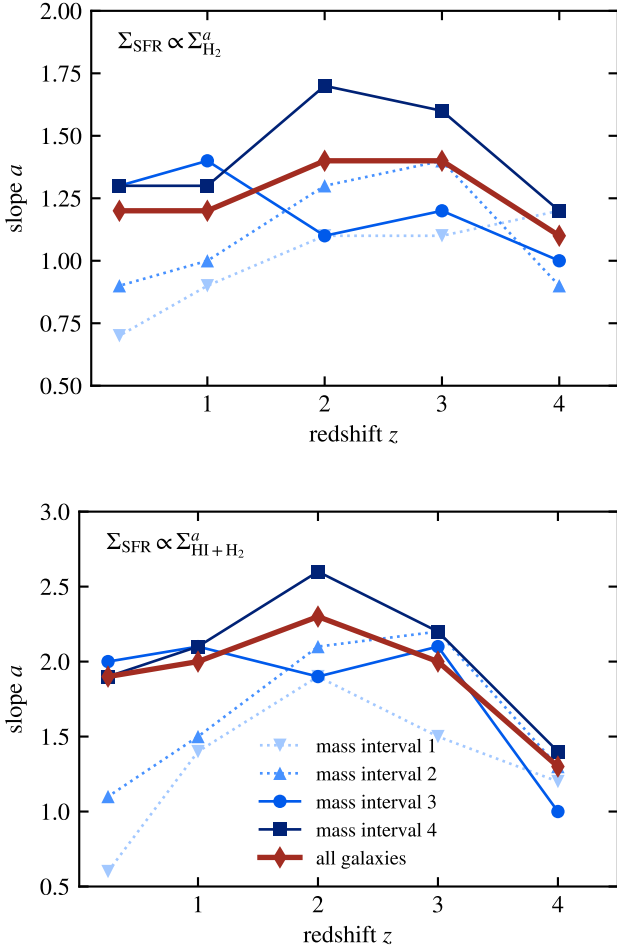 2.00
1.75
1.50
1.25
1.00
0.75
0.50
slope a
Σ_SFR ∝ Σ^a_H₂
1 2 3 4
redshift z
3.0
2.5
2.0
1.5
1.0
0.5
slope a
Σ_SFR ∝ Σ^a_HI+H₂
mass interval 1
mass interval 2
mass interval 3
mass interval 4
all galaxies
1 2 3 4
redshift z